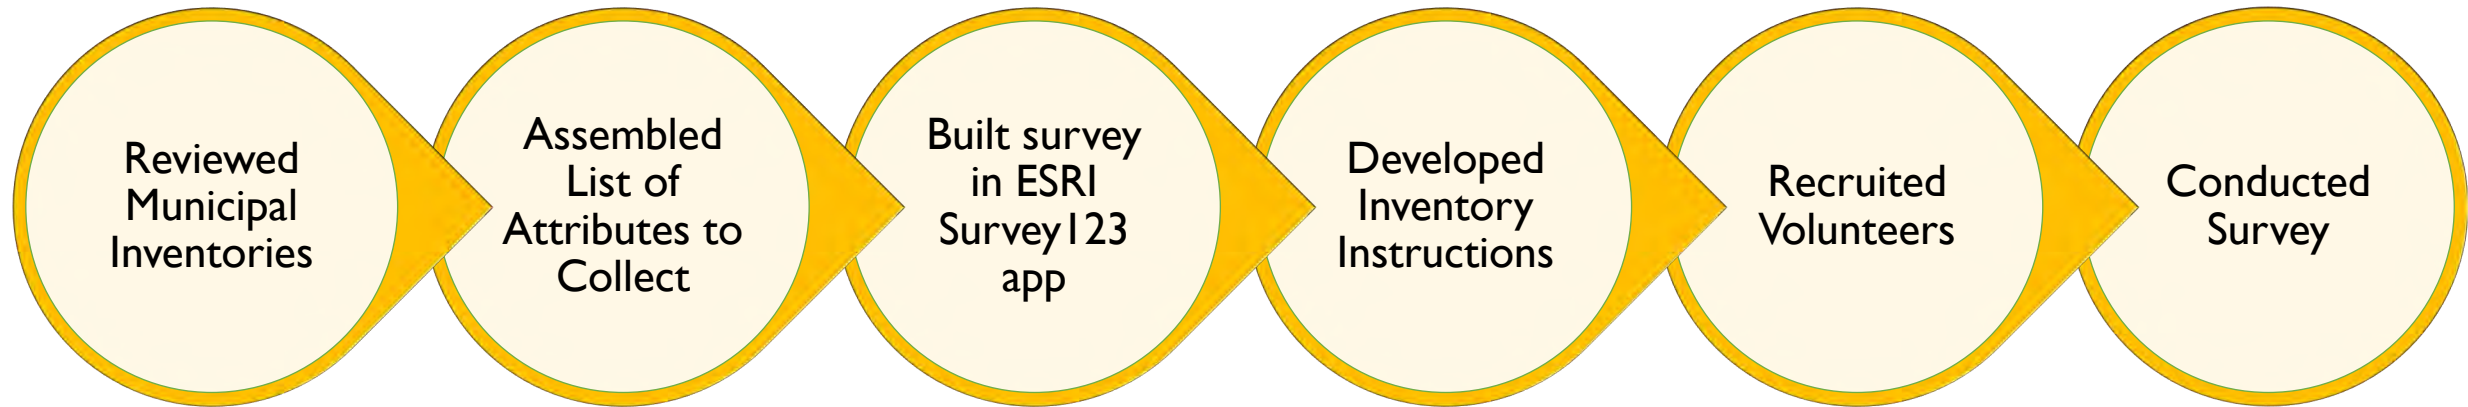 Reviewed
Municipal
Inventories
Assembled
List of
Attributes to
Collect
Built survey
in ESRI
Survey123
app
Developed
Inventory
Instructions
Recruited
Volunteers
Conducted
Survey